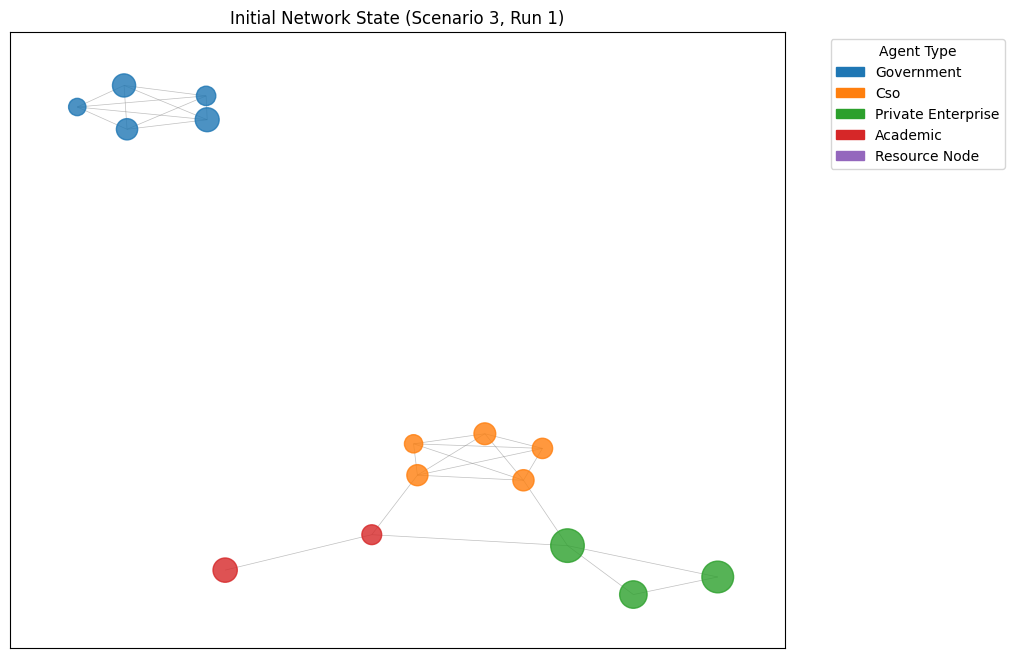 Initial Network State (Scenario 3, Run 1)
Agent Type
Government
Cso
Private Enterprise
Academic
Resource Node